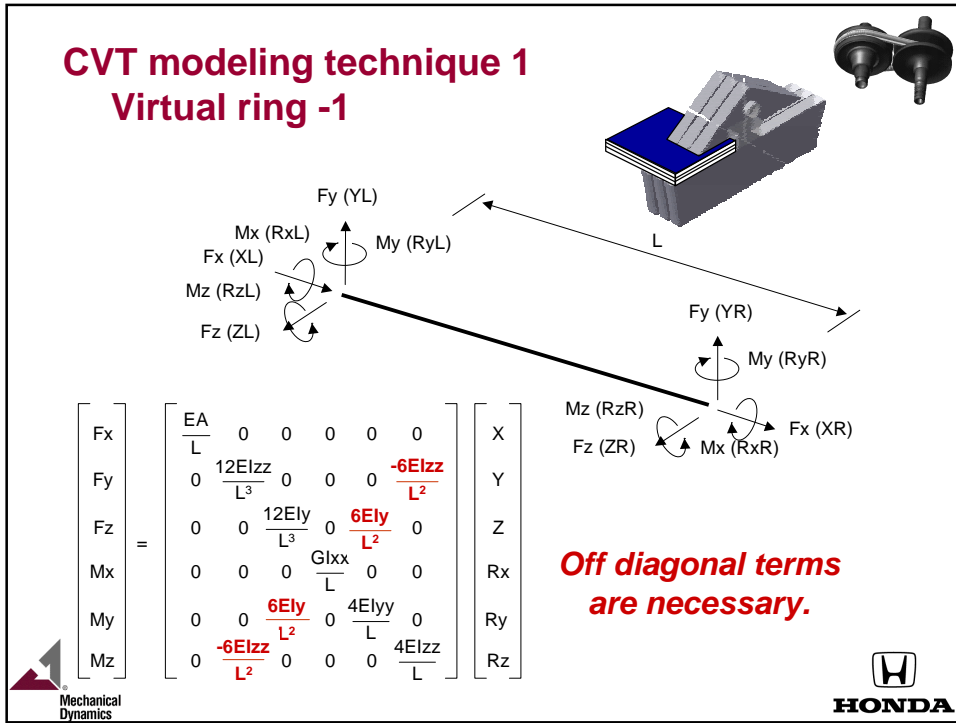 CVT modeling technique 1
Virtual ring -1
Fy (YL)
Mx (RxL)
My (RyL)
Fx (XL)
Mz (RzL)
Fz (ZL)
L
Fy (YR)
My (RyR)
Mz (RzR)
Fx (XR)
Fz (ZR)
Mx (RxR)
Fx = EA/L 0 0 0 0 0 X
Fy 0 12EIzz/L³ 0 0 0 -6EIzz/L² Y
Fz 0 0 12EIy/L³ 0 6EIy/L² 0 Z
Mx 0 0 0 GIxx/L 0 0 Rx
My 0 0 6EIy/L² 0 4EIyy/L 0 Ry
Mz 0 -6EIzz/L² 0 0 0 4EIzz/L Rz
Off diagonal terms
are necessary.
Mechanical
Dynamics
HONDA